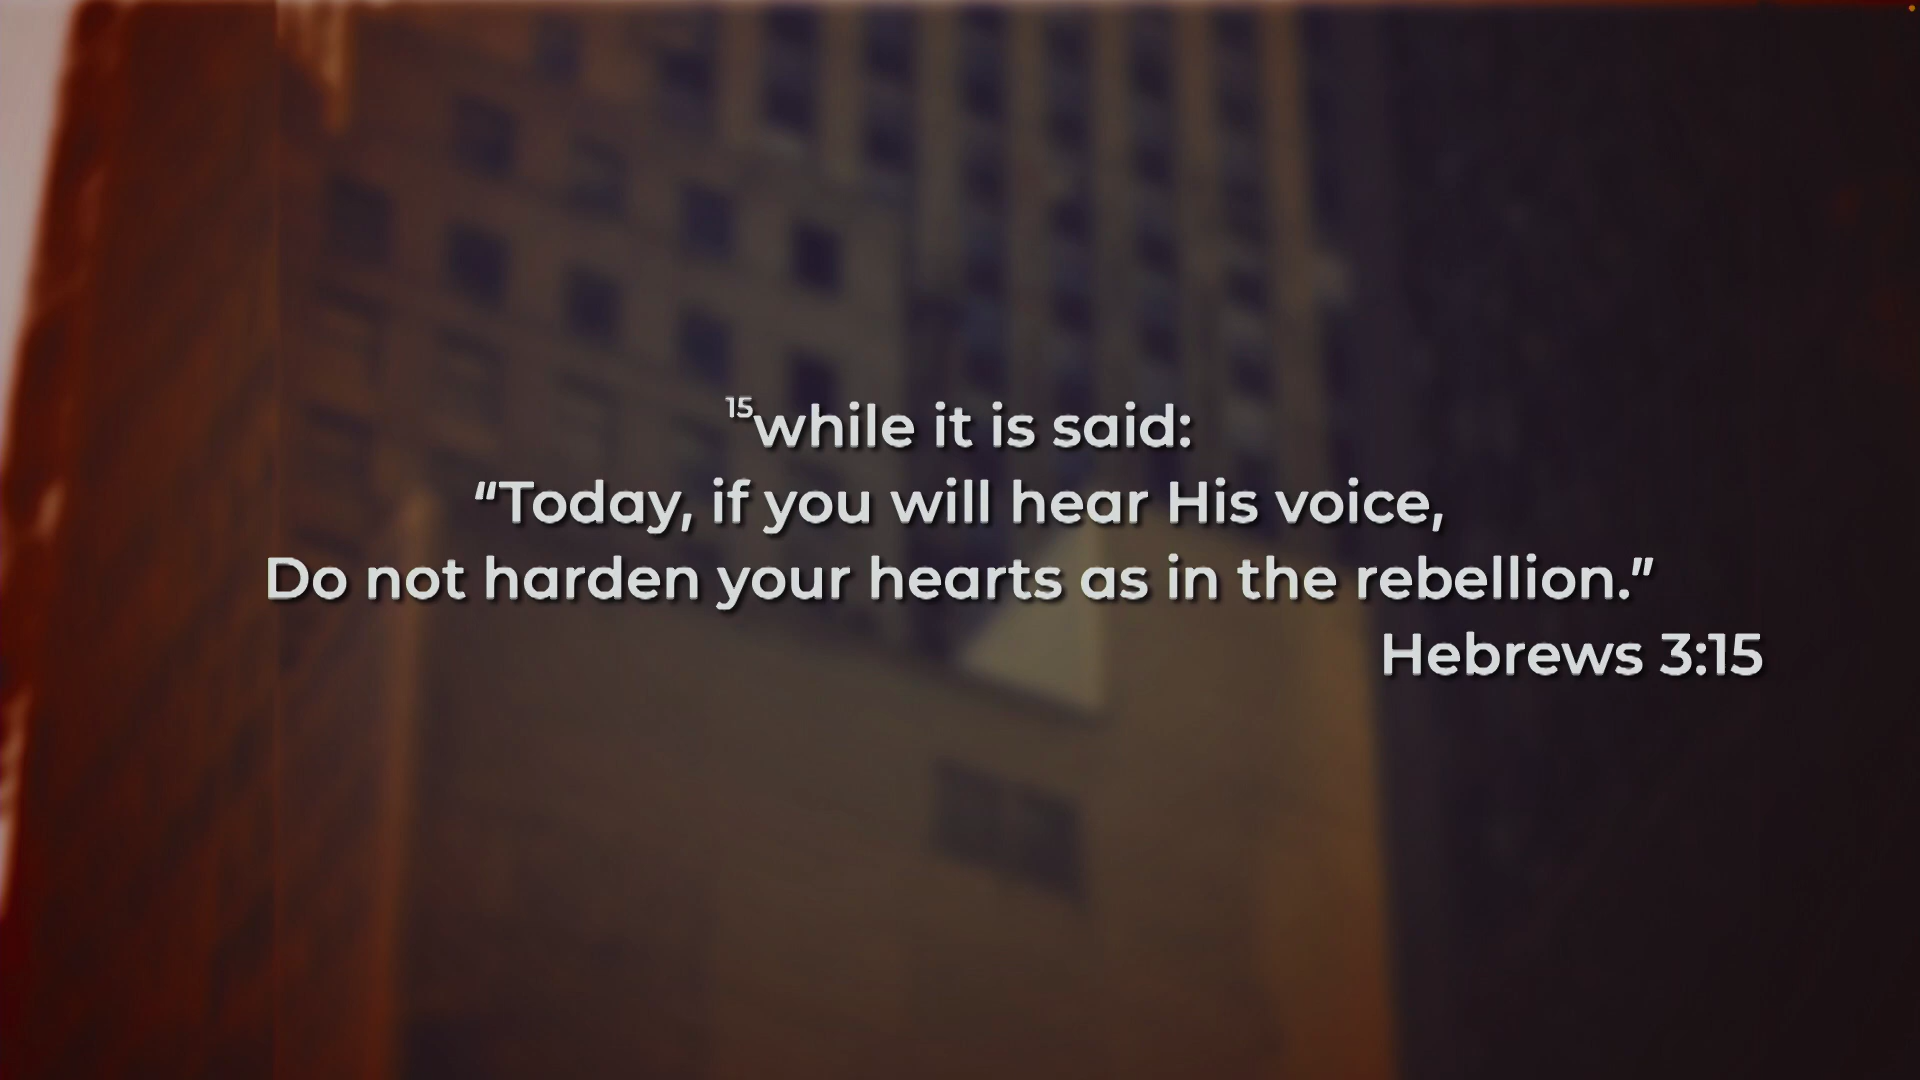 15while it is said:
“Today, if you will hear His voice,
Do not harden your hearts as in the rebellion.”
Hebrews 3:15